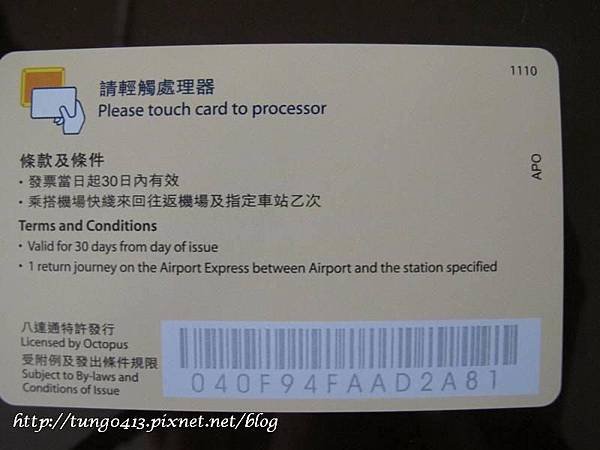 1110
請輕觸處理器
Please touch card to processor
APO
條款及條件
・發票當日起30日內有效
・乘搭機場快綫來回往返機場及指定車站乙次
Terms and Conditions
・Valid for 30 days from day of issue
・1 return journey on the Airport Express between Airport and the station specified
八達通特許發行
Licensed by Octopus
受附例及發出條件規限
Subject to By-laws and
Conditions of Issue
040F94FAAD2A81
http://tungo413.pixnet.net/blog